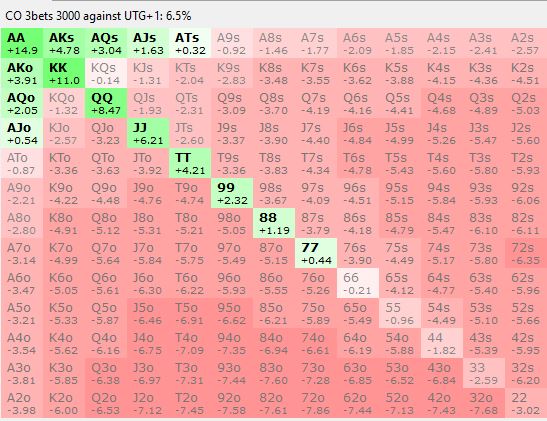 CO 3bets 3000 against UTG+1: 6.5%
AA AKs AQs AJs ATs A9s A8s A7s A6s A5s A4s A3s A2s
+14.9 +4.78 +3.04 +1.63 +0.32 -0.92 -1.46 -1.77 -2.09 -1.85 -2.15 -2.41 -2.57
AKo KK KQs KJs KTs K9s K8s K7s K6s K5s K4s K3s K2s
+3.91 +11.0 -0.14 -1.31 -2.04 -2.83 -3.48 -3.55 -3.62 -3.88 -4.15 -4.36 -4.51
AQo KQo QQ QJs QTs Q9s Q8s Q7s Q6s Q5s Q4s Q3s Q2s
+2.05 -1.32 +8.47 -1.93 -2.31 -3.09 -3.70 -4.19 -4.16 -4.41 -4.68 -4.89 -5.03
AJo KJo QJo JJ JTs J9s J8s J7s J6s J5s J4s J3s J2s
+0.54 -2.57 -3.23 +6.21 -2.60 -3.37 -3.90 -4.40 -4.84 -4.99 -5.26 -5.47 -5.60
ATo KTo QTo JTo TT T9s T8s T7s T6s T5s T4s T3s T2s
-0.87 -3.36 -3.63 -3.92 +4.21 -3.36 -3.83 -4.34 -4.78 -5.43 -5.60 -5.80 -5.93
A9o K9o Q9o J9o T9o 99 98s 97s 96s 95s 94s 93s 92s
-2.21 -4.22 -4.48 -4.76 -4.74 +2.32 -3.67 -4.09 -4.51 -5.15 -5.84 -5.93 -6.06
A8o K8o Q8o J8o T8o 98o 88 87s 86s 85s 84s 83s 82s
-2.80 -4.91 -5.12 -5.31 -5.21 -5.05 +1.19 -3.79 -4.18 -4.79 -5.47 -6.10 -6.11
A7o K7o Q7o J7o T7o 97o 87o 77 76s 75s 74s 73s 72s
-3.14 -4.99 -5.64 -5.84 -5.75 -5.49 -5.15 +0.44 -3.90 -4.49 -5.17 -5.80 -6.35
A6o K6o Q6o J6o T6o 96o 86o 76o 66 65s 64s 63s 62s
-3.47 -5.05 -5.61 -6.30 -6.22 -5.93 -5.55 -5.26 -0.21 -4.12 -4.77 -5.40 -5.96
A5o K5o Q5o J5o T5o 95o 85o 75o 65o 55 54s 53s 52s
-3.21 -5.33 -5.87 -6.46 -6.91 -6.62 -6.21 -5.89 -5.49 -0.96 -4.49 -5.10 -5.66
A4o K4o Q4o J4o T4o 94o 84o 74o 64o 54o 44 43s 42s
-3.54 -5.62 -6.16 -6.75 -7.09 -7.35 -6.94 -6.61 -6.19 -5.88 -1.82 -5.39 -5.95
A3o K3o Q3o J3o T3o 93o 83o 73o 63o 53o 43o 33 32s
-3.81 -5.85 -6.38 -6.97 -7.31 -7.44 -7.60 -7.28 -6.85 -6.52 -6.84 -2.59 -6.20
A2o K2o Q2o J2o T2o 92o 82o 72o 62o 52o 42o 32o 22
-3.98 -6.00 -6.53 -7.12 -7.45 -7.58 -7.61 -7.86 -7.44 -7.13 -7.43 -7.68 -3.02